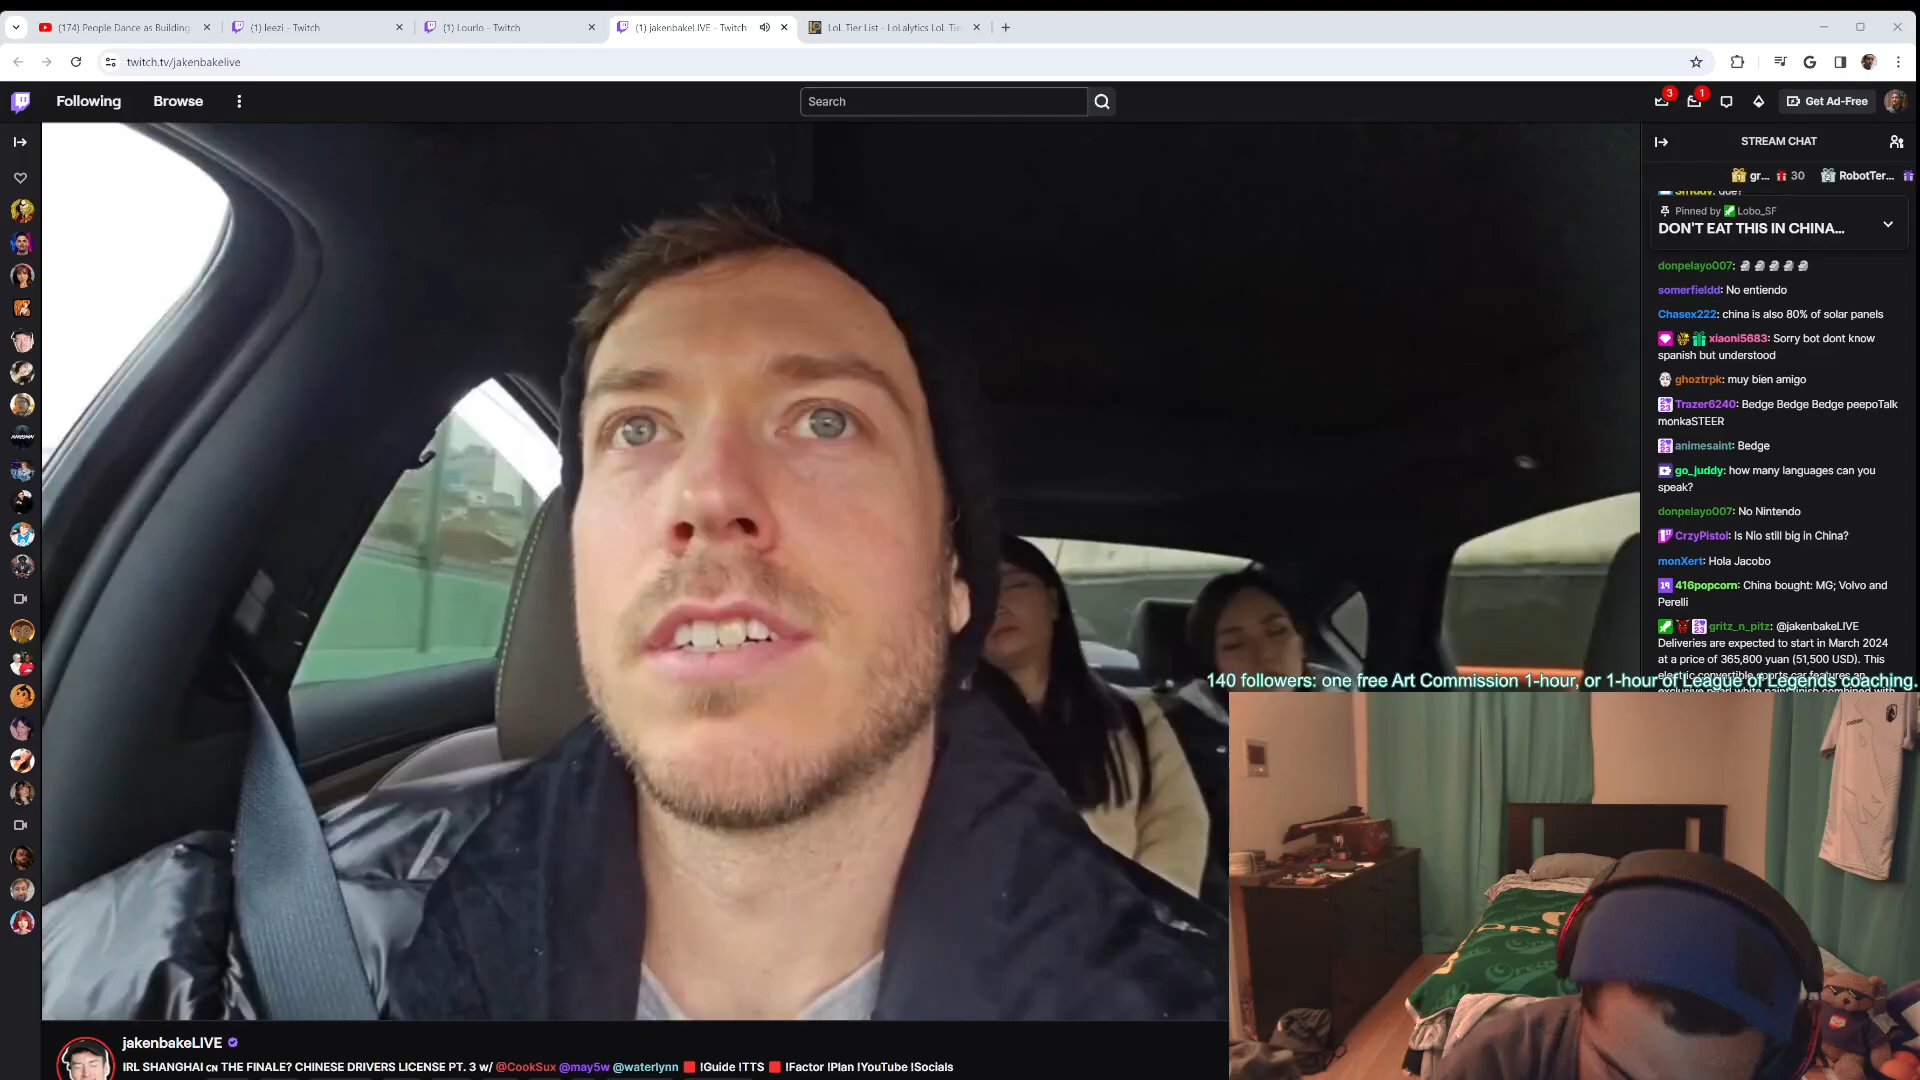 (174) People Dance as Building
(1) leezi - Twitch
(1) Lourlo - Twitch
(1) jakenbakeLIVE - Twitch
LoL Tier List - LoLalytics LoL Tie
twitch.tv/jakenbakelive
Following
Browse
Search
3
1
Get Ad-Free
STREAM CHAT
gr... 30 RobotTer...
Pinned by Lobo_SF
DON'T EAT THIS IN CHINA...
donpelayo007:
somerfieldd: No entiendo
Chasex222: china is also 80% of solar panels
xiaoni5683: Sorry bot dont know
spanish but understood
ghoztrpk: muy bien amigo
Trazer6240: Bedge Bedge Bedge peepoTalk
monkaSTEER
animesaint: Bedge
go_juddy: how many languages can you
speak?
donpelayo007: No Nintendo
CrzyPistol: Is Nio still big in China?
monXert: Hola Jacobo
416popcorn: China bought: MG; Volvo and
Perelli
gritz_n_pitz: @jakenbakeLIVE
Deliveries are expected to start in March 2024
at a price of 365,800 yuan (51,500 USD). This
140 followers: one free Art Commission 1-hour, or 1-hour of League of Legends coaching.
jakenbakeLIVE
IRL SHANGHAI CN THE FINALE? CHINESE DRIVERS LICENSE PT. 3 w/ @CookSux @may5w @waterlynn !Guide !TTS !Factor !Plan !YouTube !Socials